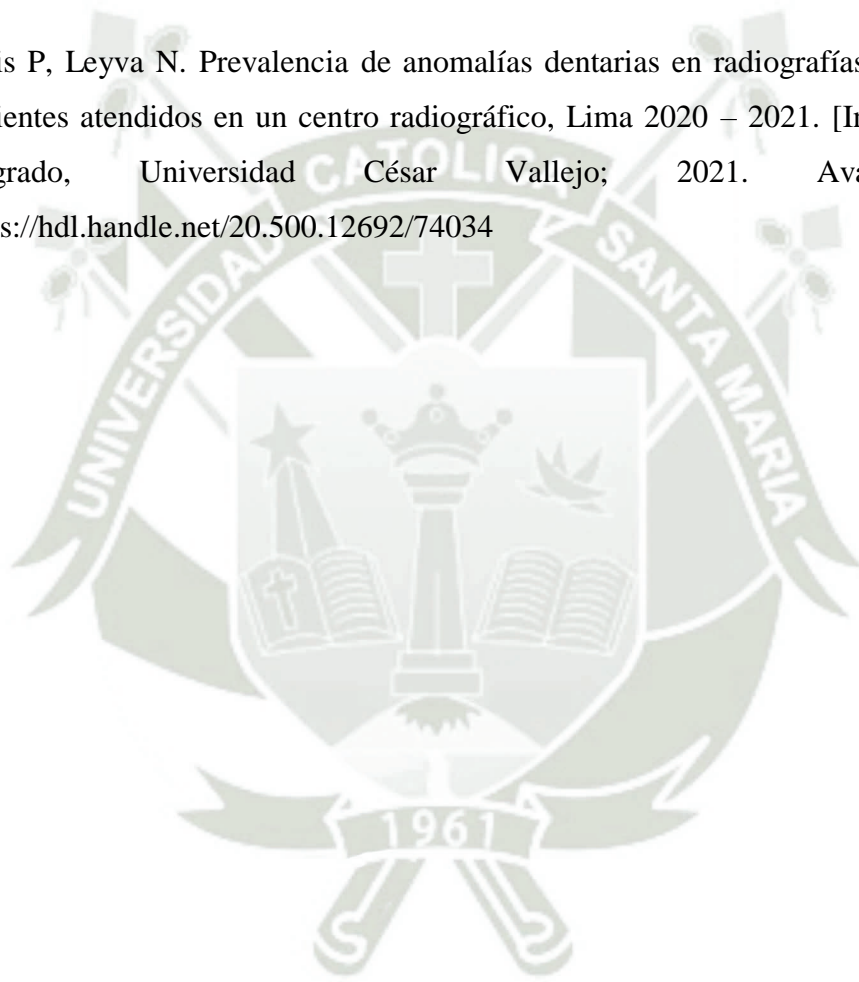 is P, Leyva N. Prevalencia de anomalías dentarias en radiografías
ientes atendidos en un centro radiográfico, Lima 2020 – 2021. [In
grado, Universidad César Vallejo; 2021. Ava
s://hdl.handle.net/20.500.12692/74034
UNIVERSIDAD CATOLICA SANTA MARIA
1961